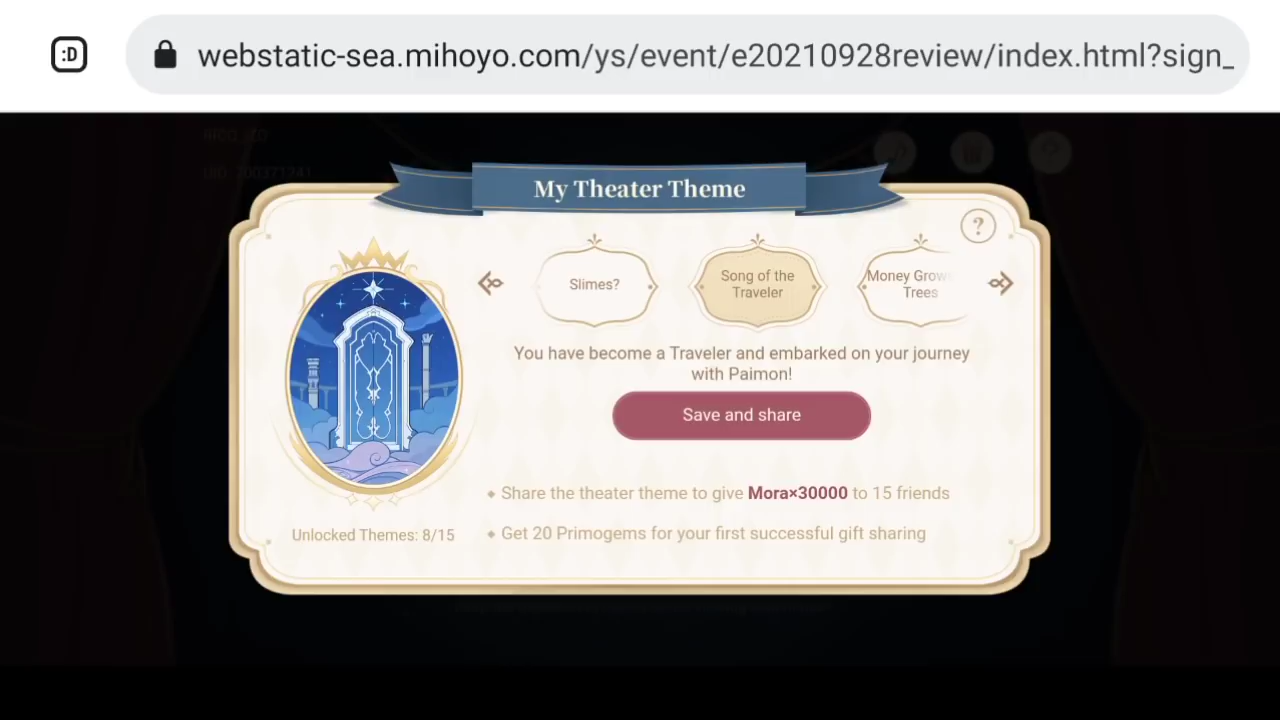 :D
webstatic-sea.mihoyo.com/ys/event/e20210928review/index.html?sign_
My Theater Theme
?
Slimes?
Song of the
Traveler
Money Grow
Trees
You have become a Traveler and embarked on your journey
with Paimon!
Save and share
Share the theater theme to give Mora×30000 to 15 friends
Unlocked Themes: 8/15
Get 20 Primogems for your first successful gift sharing